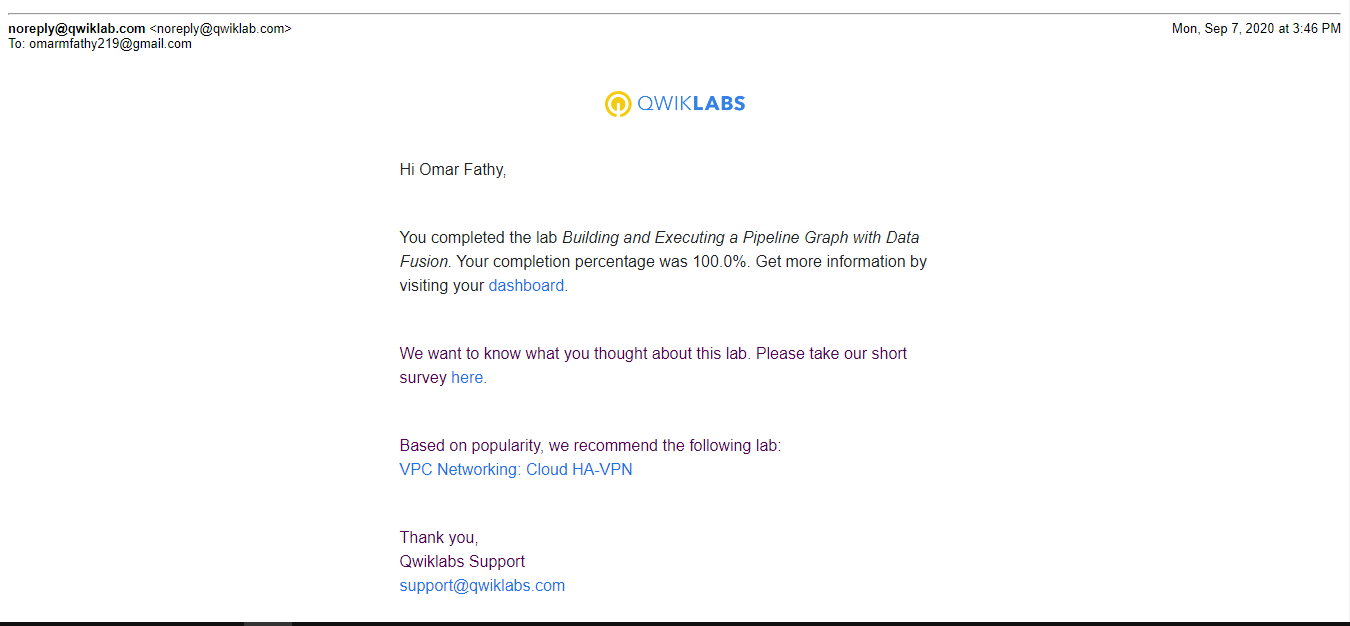 noreply@qwiklab.com <noreply@qwiklab.com> Mon, Sep 7, 2020 at 3:46 PM
To: omarmfathy219@gmail.com
QWIKLABS
Hi Omar Fathy,
You completed the lab Building and Executing a Pipeline Graph with Data
Fusion. Your completion percentage was 100.0%. Get more information by
visiting your dashboard.
We want to know what you thought about this lab. Please take our short
survey here.
Based on popularity, we recommend the following lab:
VPC Networking: Cloud HA-VPN
Thank you,
Qwiklabs Support
support@qwiklabs.com